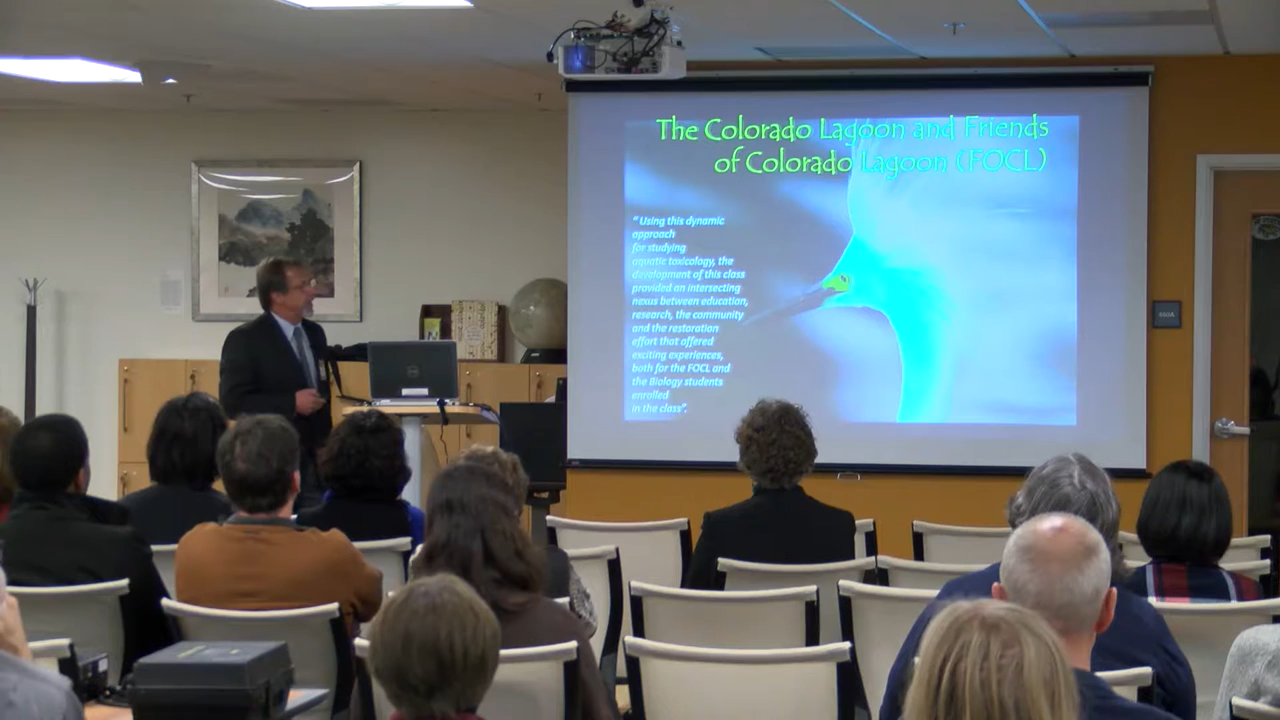 The Colorado Lagoon and Friends
of Colorado Lagoon (FOCL)
" Using this dynamic
approach
for studying
aquatic toxicology, the
development of this class
provided an intersecting
nexus between education,
research, the community
and the restoration
effort that offered
exciting experiences,
both for the FOCL and
the Biology students
enrolled
in the class".
DELL